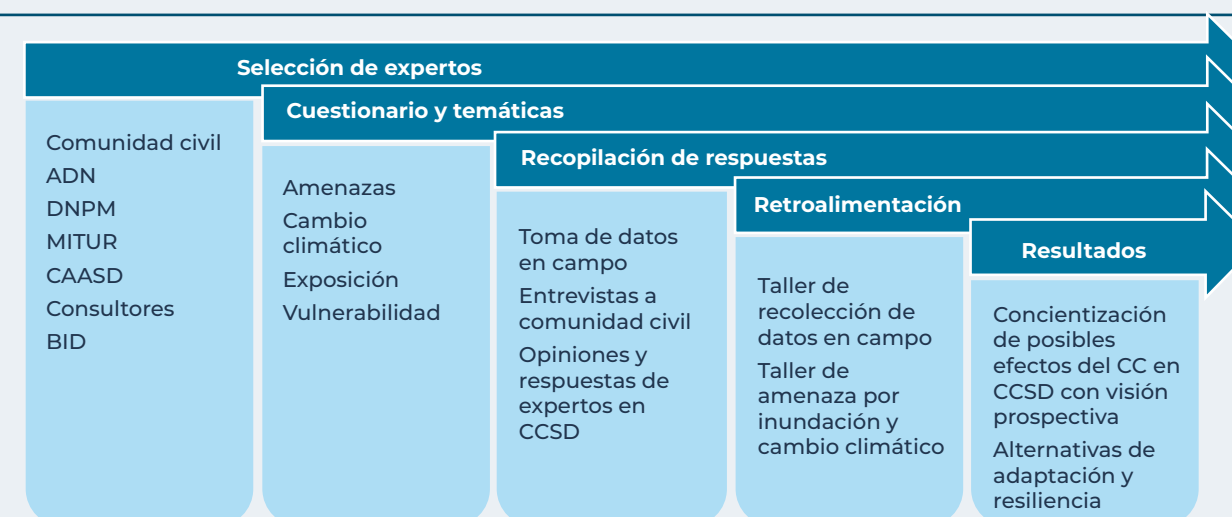 Selección de expertos
Comunidad civil
ADN
DNPM
MITUR
CAASD
Consultores
BID
Cuestionario y temáticas
Amenazas
Cambio
climático
Exposición
Vulnerabilidad
Recopilación de respuestas
Toma de datos
en campo
Entrevistas a
comunidad civil
Opiniones y
respuestas de
expertos en
CCSD
Retroalimentación
Taller de
recolección de
datos en campo
Taller de
amenaza por
inundación y
cambio climático
Resultados
Concientización
de posibles
efectos del CC en
CCSD con visión
prospectiva
Alternativas de
adaptación y
resiliencia